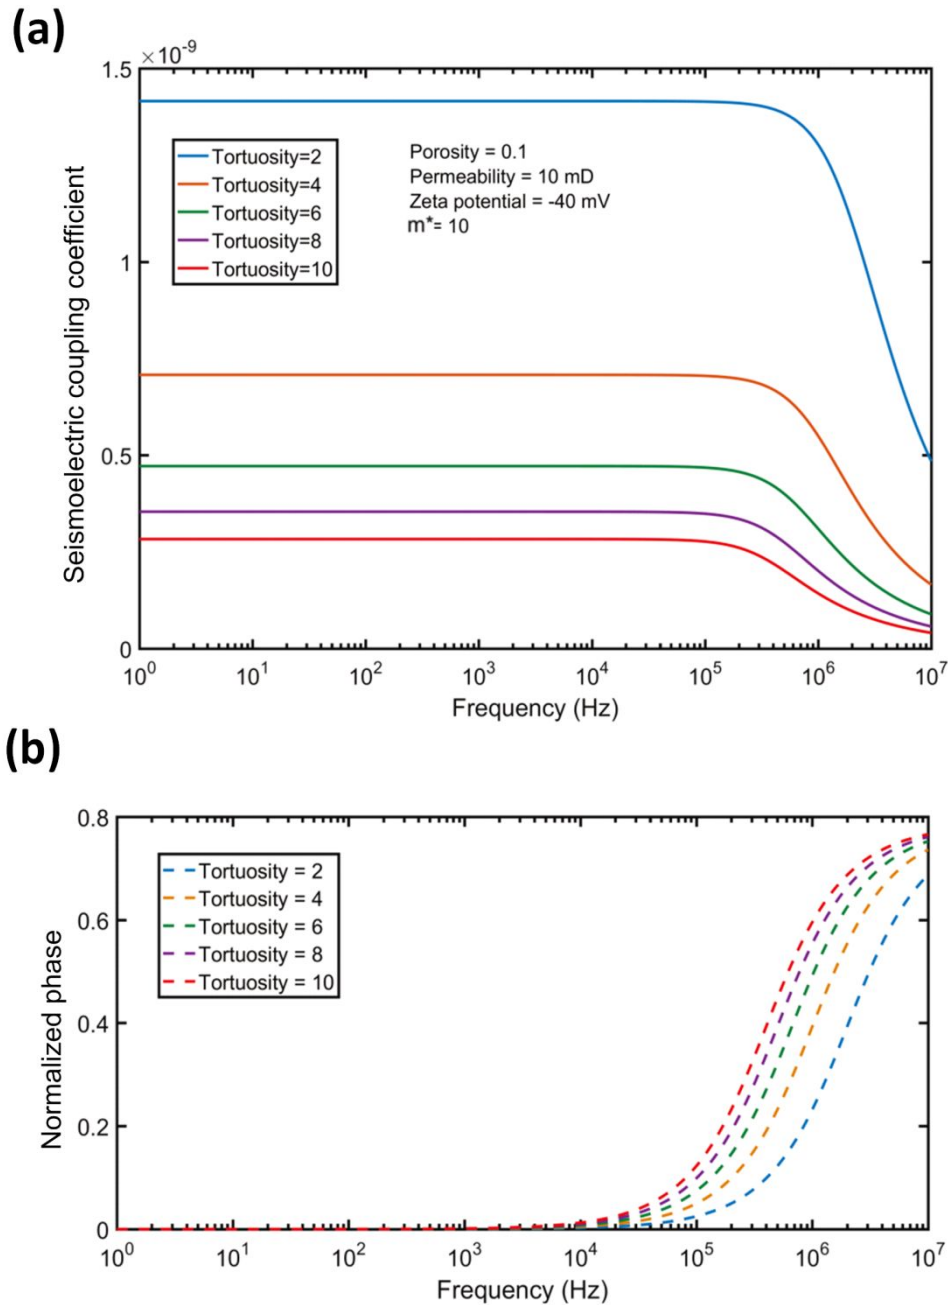 (a)
×10⁻⁹
1.5
1
0.5
0
Seismoelectric coupling coefficient
Tortuosity=2
Tortuosity=4
Tortuosity=6
Tortuosity=8
Tortuosity=10
Porosity = 0.1
Permeability = 10 mD
Zeta potential = -40 mV
m*= 10
10⁰ 10¹ 10² 10³ 10⁴ 10⁵ 10⁶ 10⁷
Frequency (Hz)
(b)
0.8
0.6
0.4
0.2
0
Normalized phase
Tortuosity = 2
Tortuosity = 4
Tortuosity = 6
Tortuosity = 8
Tortuosity = 10
10⁰ 10¹ 10² 10³ 10⁴ 10⁵ 10⁶ 10⁷
Frequency (Hz)